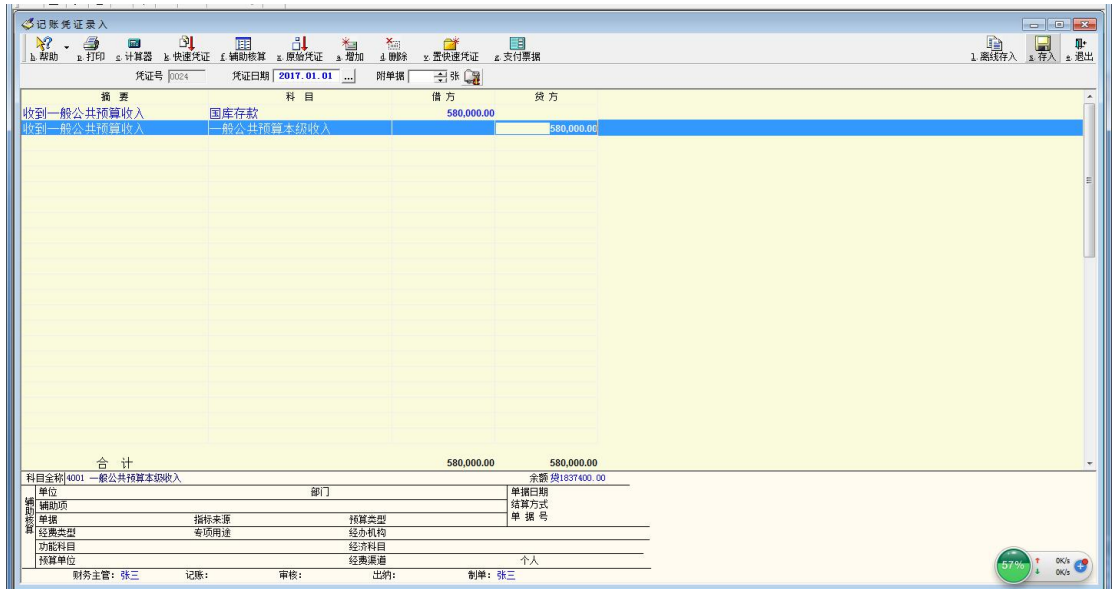 记账凭证录入
h.帮助 p.打印 c.计算器 k.快速凭证 f.辅助核算 x.原始凭证 a.增加 d.删除 y.置快速凭证 g.支付票据 l.离线存入 s.存入 e.退出
凭证号 0024 凭证日期 2017.01.01 ... 附单据 张
摘 要 科 目 借 方 贷 方
收到一般公共预算收入 国库存款 580,000.00
收到一般公共预算收入 一般公共预算本级收入 580,000.00
合 计 580,000.00 580,000.00
科目全称 4001 一般公共预算本级收入 余额 贷1837400.00
辅助核算
单位 部门 单据日期
辅助项 结算方式
单据 指标来源 预算类型 单 据 号
经费类型 专项用途 经办机构
功能科目 经济科目
预算单位 经费渠道 个人
财务主管：张三 记账： 审核： 出纳： 制单：张三
57% 0K/s
0K/s